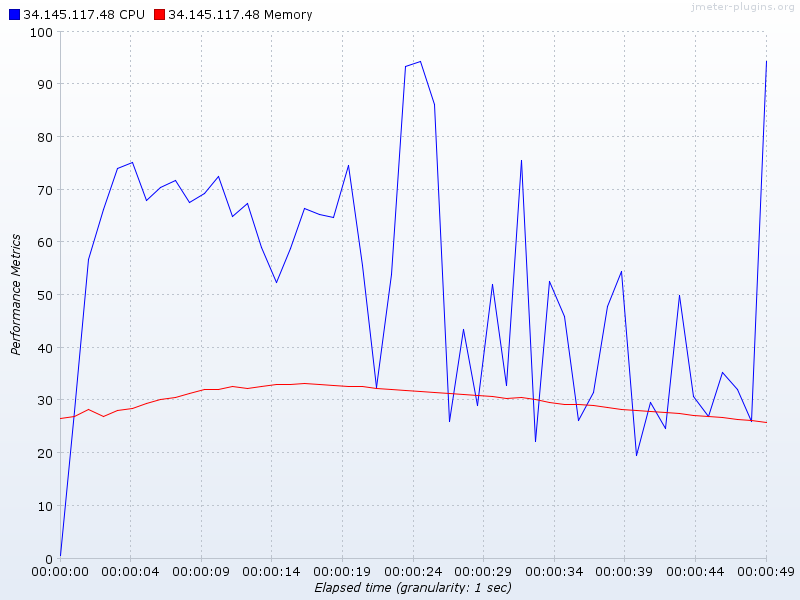 jmeter-plugins.org
34.145.117.48 CPU 34.145.117.48 Memory
100
90
80
70
60
50
40
30
20
10
0
Performance Metrics
00:00:00 00:00:04 00:00:09 00:00:14 00:00:19 00:00:24 00:00:29 00:00:34 00:00:39 00:00:44 00:00:49
Elapsed time (granularity: 1 sec)